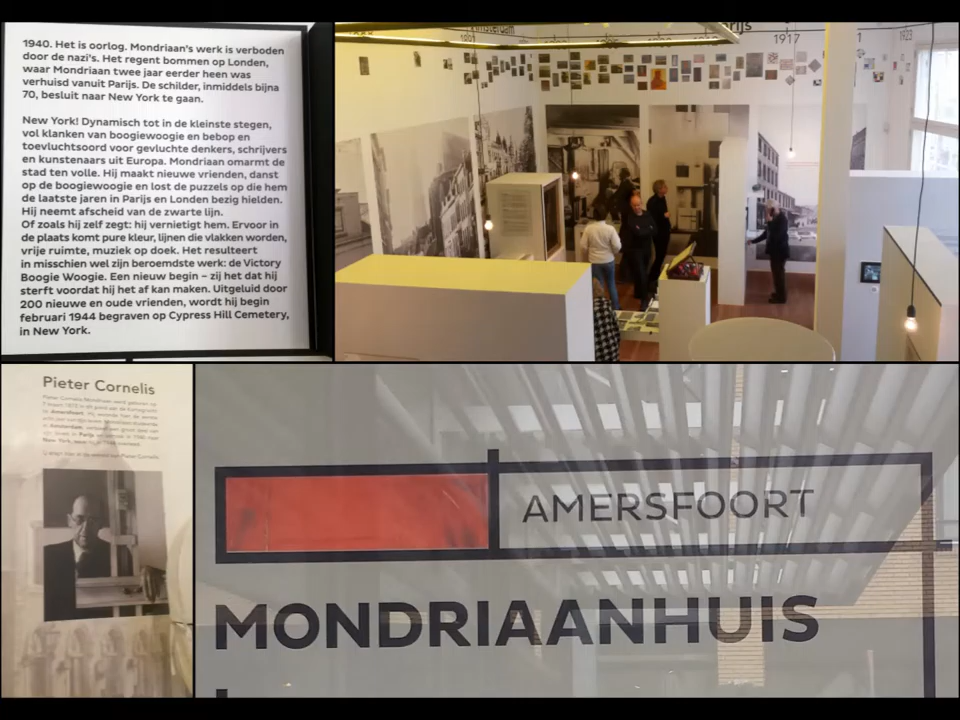 1940. Het is oorlog. Mondriaan's werk is verboden
door de nazi's. Het regent bommen op Londen,
waar Mondriaan twee jaar eerder heen was
verhuisd vanuit Parijs. De schilder, inmiddels bijna
70, besluit naar New York te gaan.
New York! Dynamisch tot in de kleinste stegen,
vol klanken van boogiewoogie en bebop en
toevluchtsoord voor gevluchte denkers, schrijvers
en kunstenaars uit Europa. Mondriaan omarmt de
stad ten volle. Hij maakt nieuwe vrienden, danst
op de boogiewoogie en lost de puzzels op die hem
de laatste jaren in Parijs en Londen bezig hielden.
Hij neemt afscheid van de zwarte lijn.
Of zoals hij zelf zegt: hij vernietigt hem. Ervoor in
de plaats komt pure kleur, lijnen die vlakken worden,
vrije ruimte, muziek op doek. Het resulteert
in misschien wel zijn beroemdste werk: de Victory
Boogie Woogie. Een nieuw begin – zij het dat hij
sterft voordat hij het af kan maken. Uitgeluid door
200 nieuwe en oude vrienden, wordt hij begin
februari 1944 begraven op Cypress Hill Cemetery,
in New York.
1917
Pieter Cornelis
AMERSFOORT
MONDRIAANHUIS